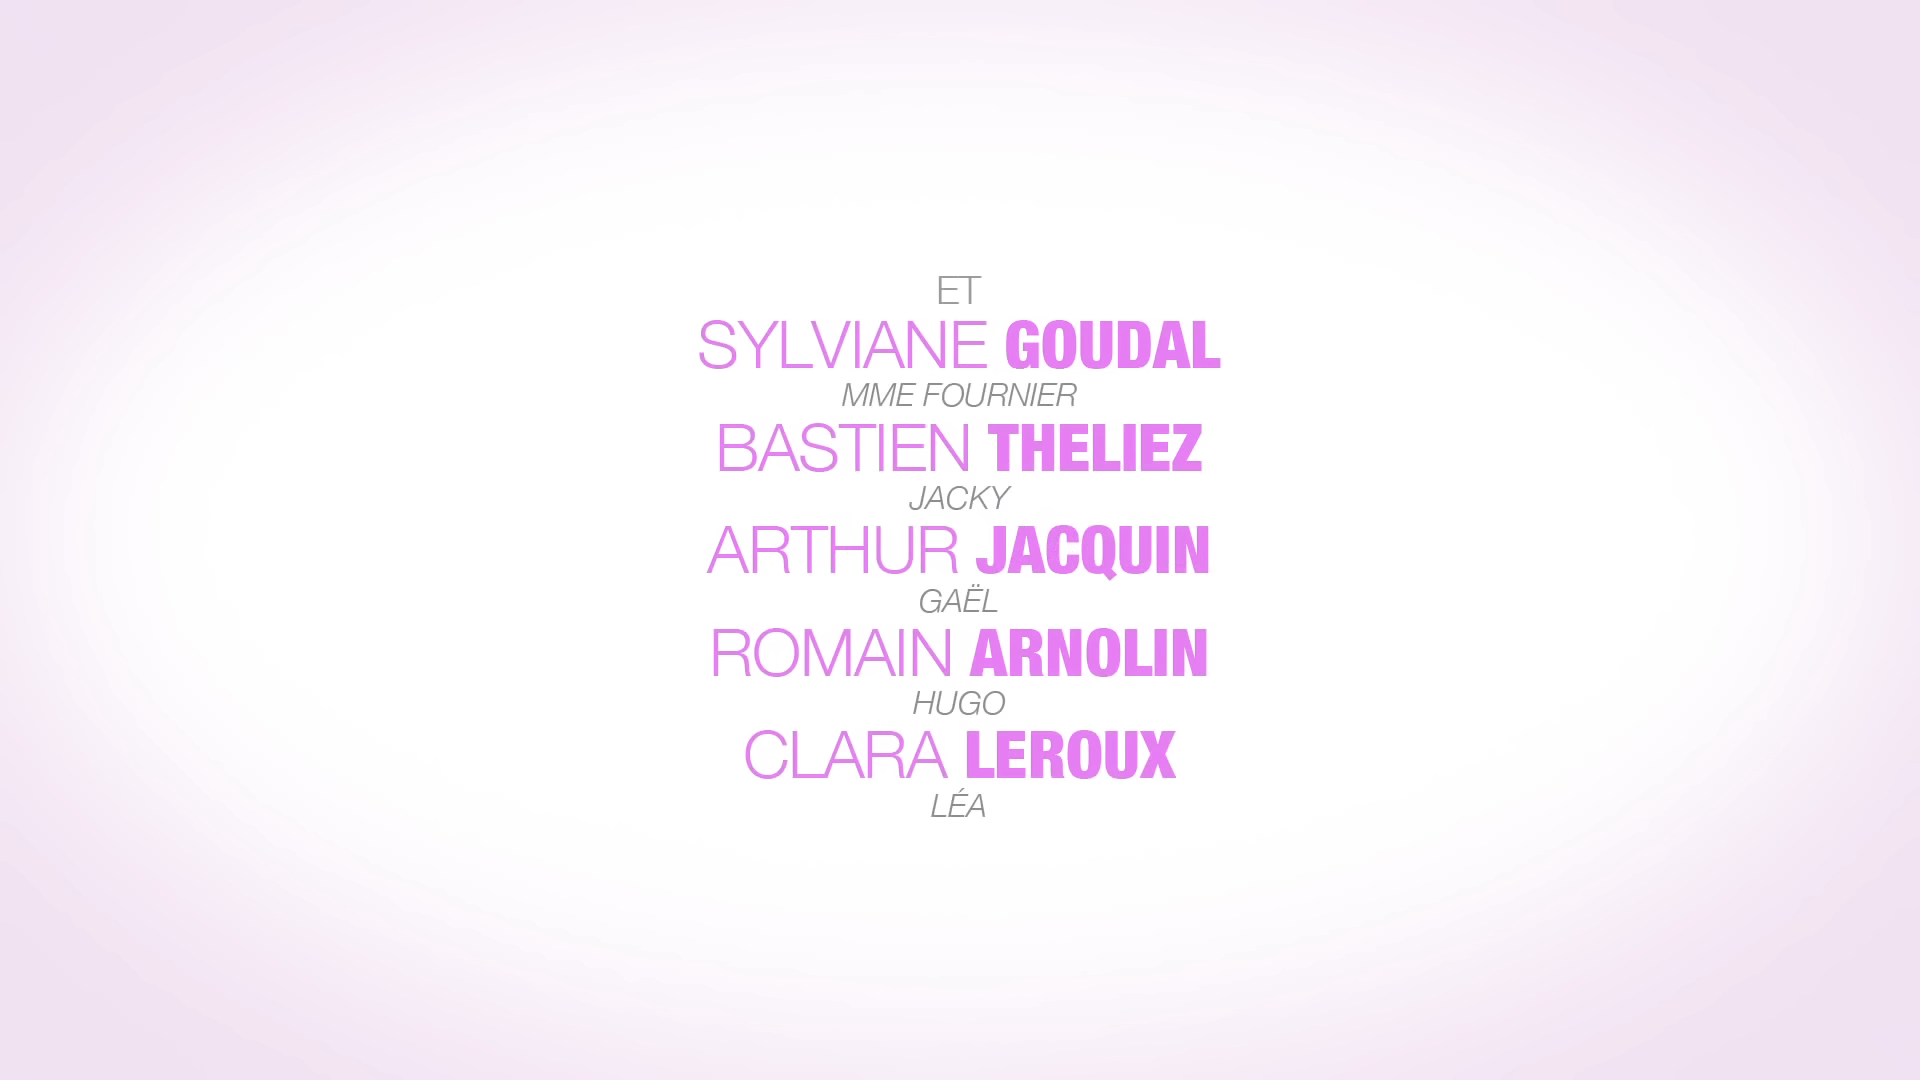 ET
SYLVIANE GOUDAL
MME FOURNIER
BASTIEN THELIEZ
JACKY
ARTHUR JACQUIN
GAËL
ROMAIN ARNOLIN
HUGO
CLARA LEROUX
LÉA